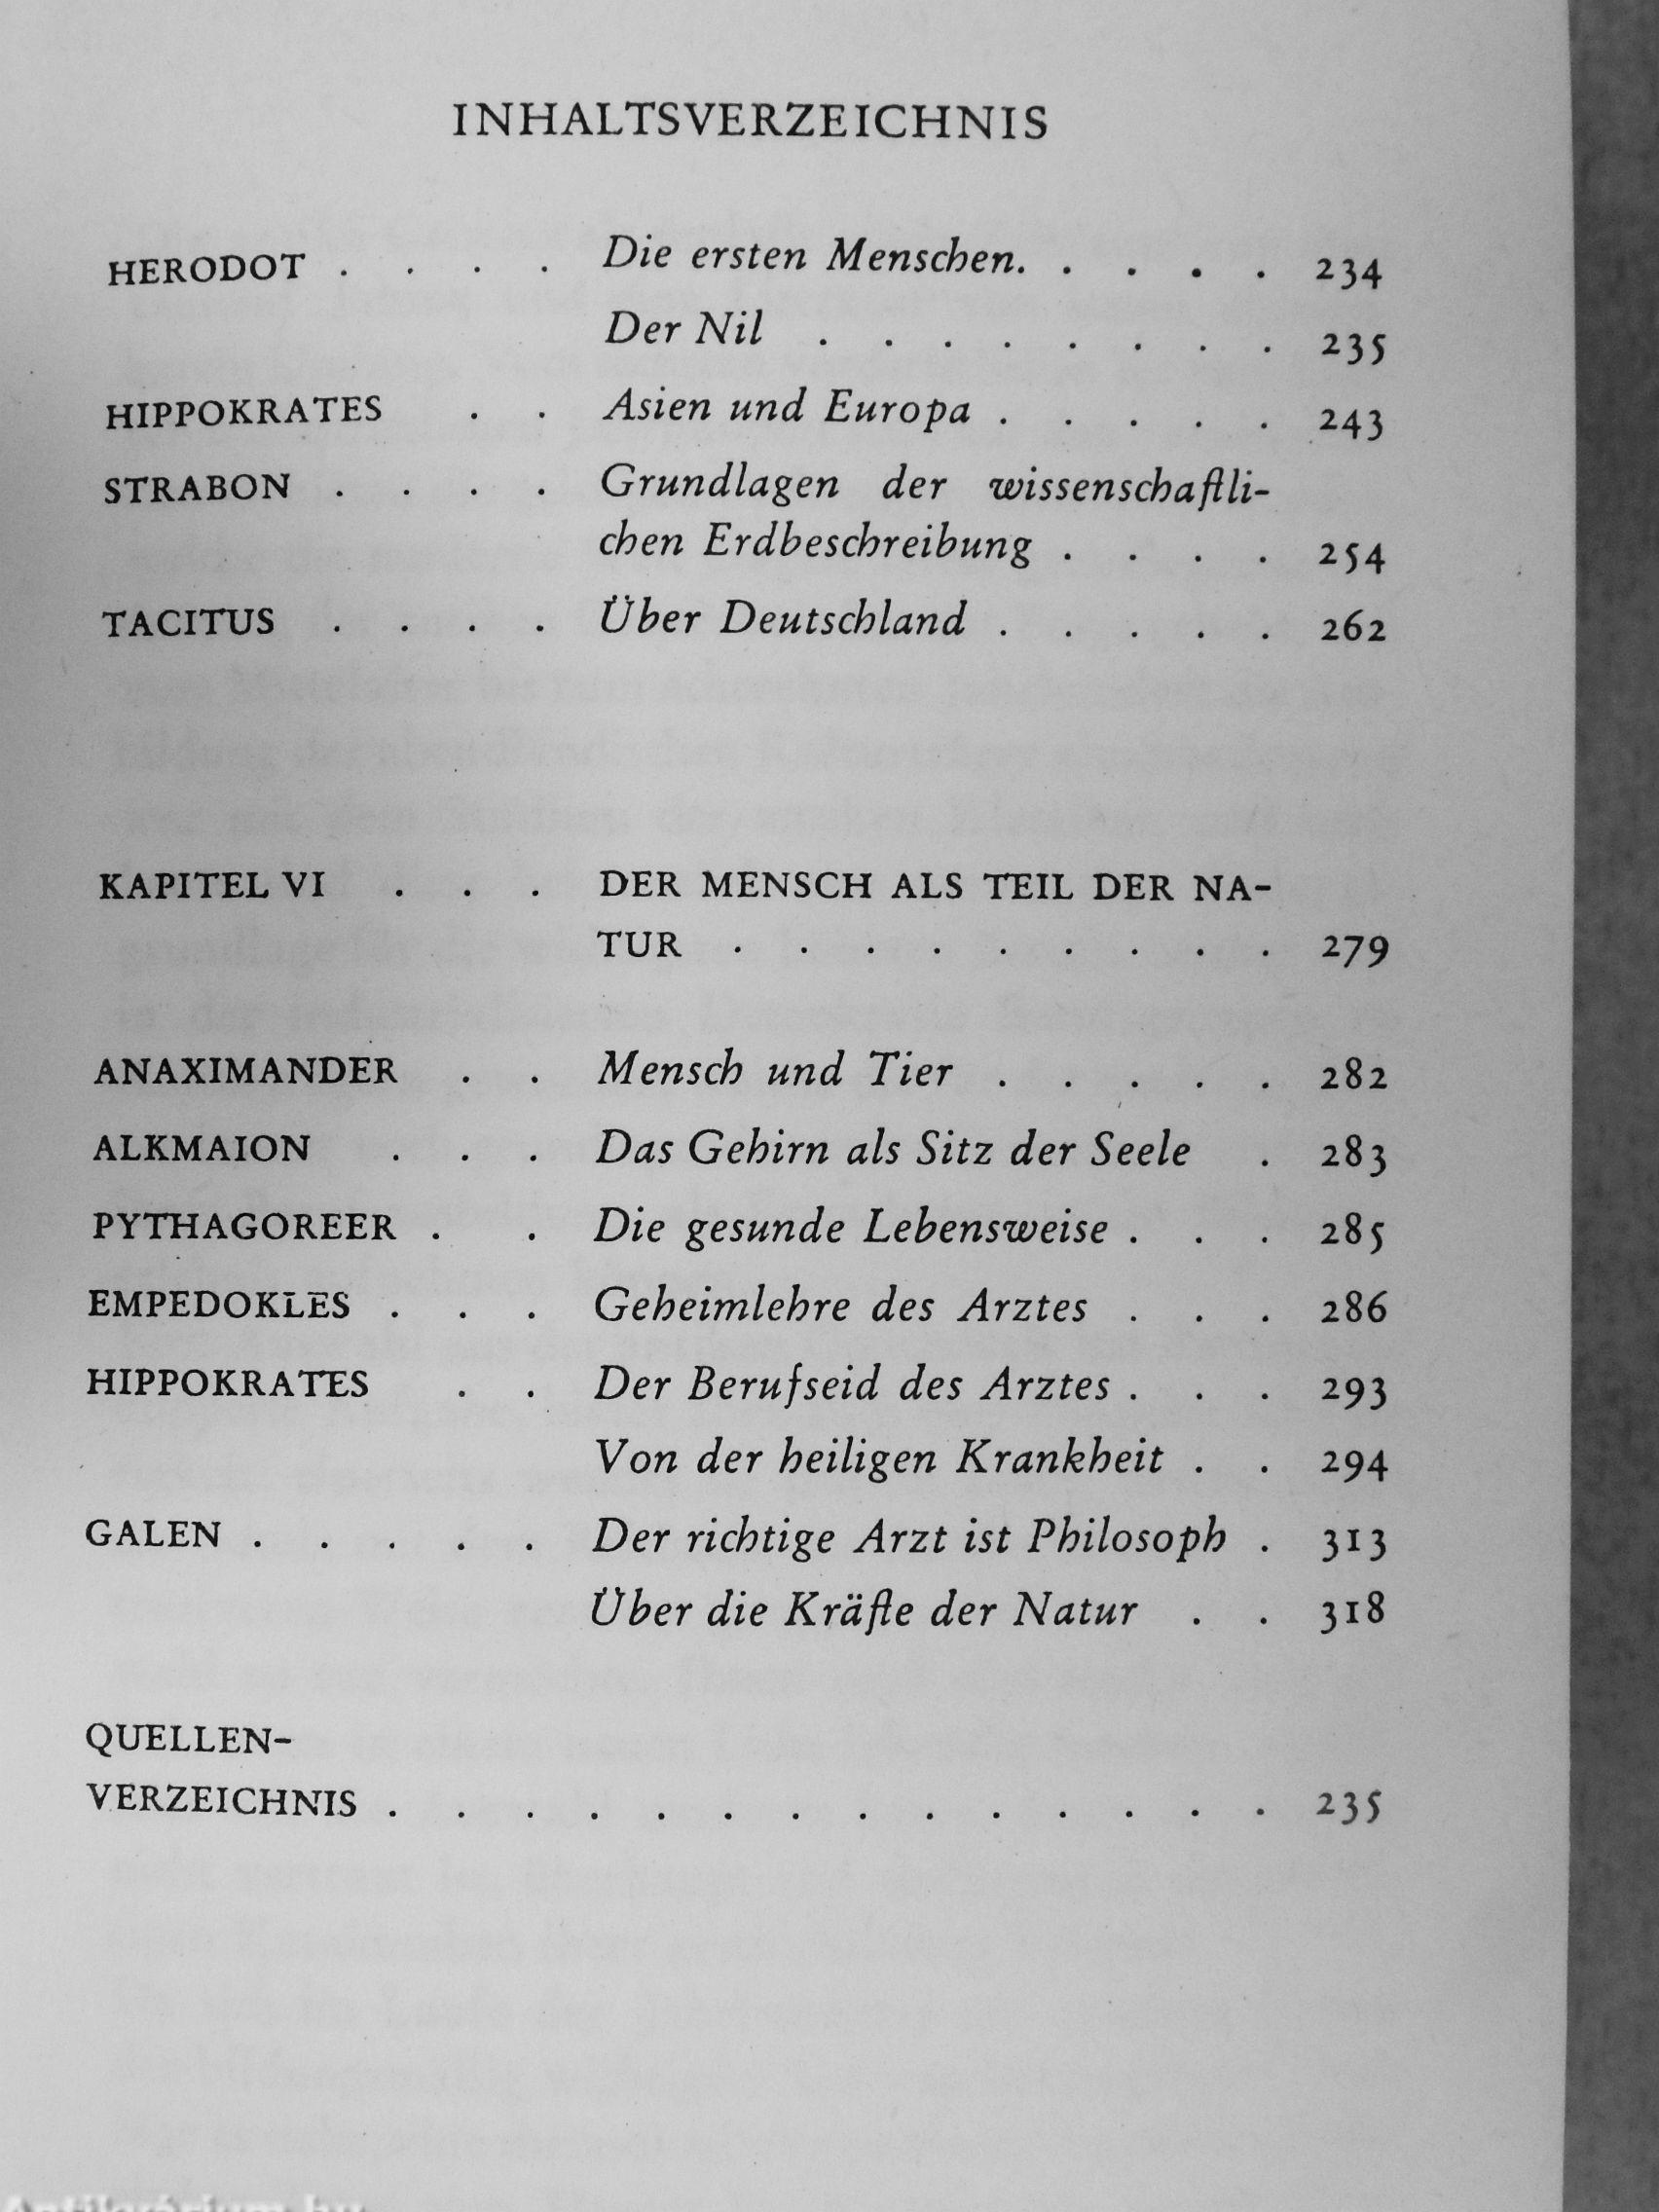 INHALTSVERZEICHNIS
HERODOT . . . . Die ersten Menschen. . . . . 234
Der Nil . . . . . . . . 235
HIPPOKRATES . . Asien und Europa . . . . . 243
STRABON . . . . Grundlagen der wissenschaftli-
chen Erdbeschreibung . . . . 254
TACITUS . . . . Über Deutschland . . . . . 262
KAPITEL VI . . . DER MENSCH ALS TEIL DER NA-
TUR . . . . . . . . . 279
ANAXIMANDER . . Mensch und Tier . . . . . 282
ALKMAION . . . Das Gehirn als Sitz der Seele . 283
PYTHAGOREER . . Die gesunde Lebensweise . . . 285
EMPEDOKLES . . . Geheimlehre des Arztes . . . 286
HIPPOKRATES . . Der Berufseid des Arztes . . . 293
Von der heiligen Krankheit . . 294
GALEN . . . . . Der richtige Arzt ist Philosoph . 313
Über die Kräfte der Natur . . 318
QUELLEN-
VERZEICHNIS . . . . . . . . . . . . . . 235